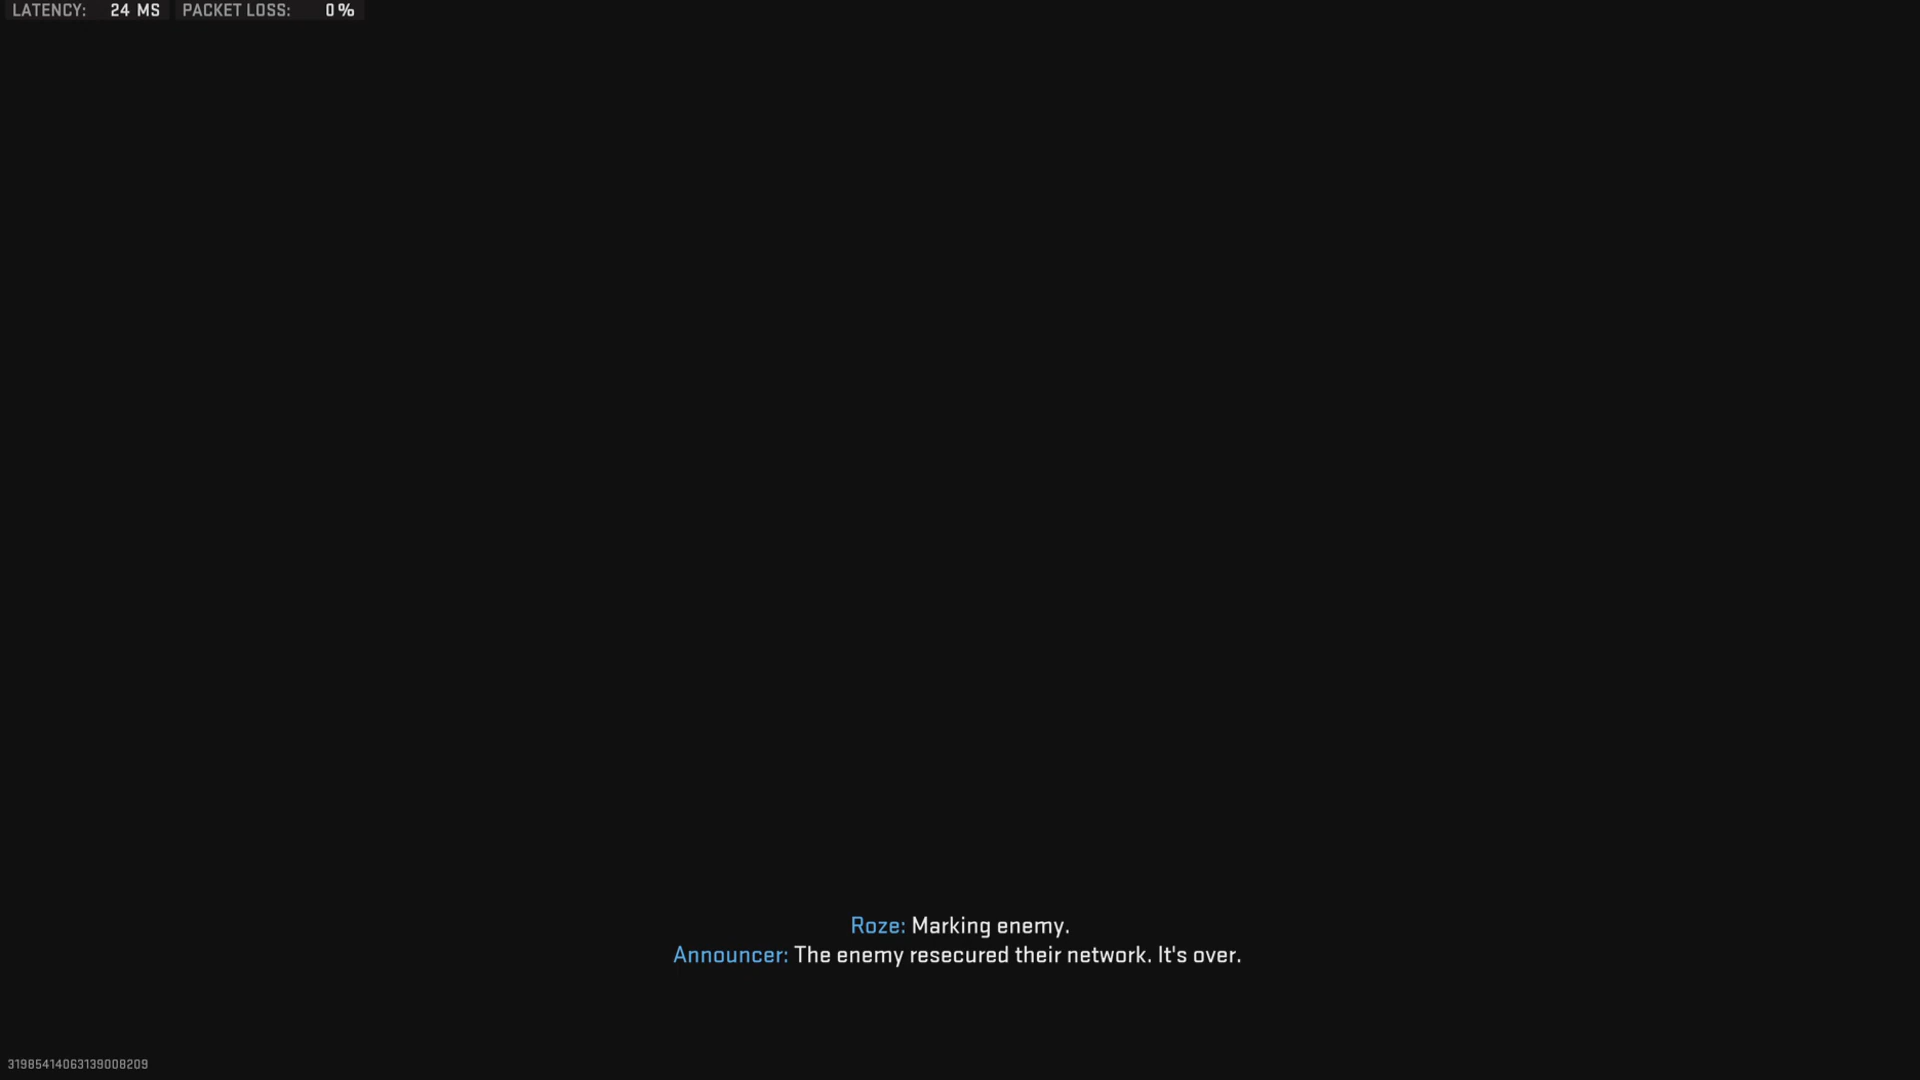 LATENCY: 24 MS PACKET LOSS: 0%
Roze: Marking enemy.
Announcer: The enemy resecured their network. It's over.
31985414063139008209